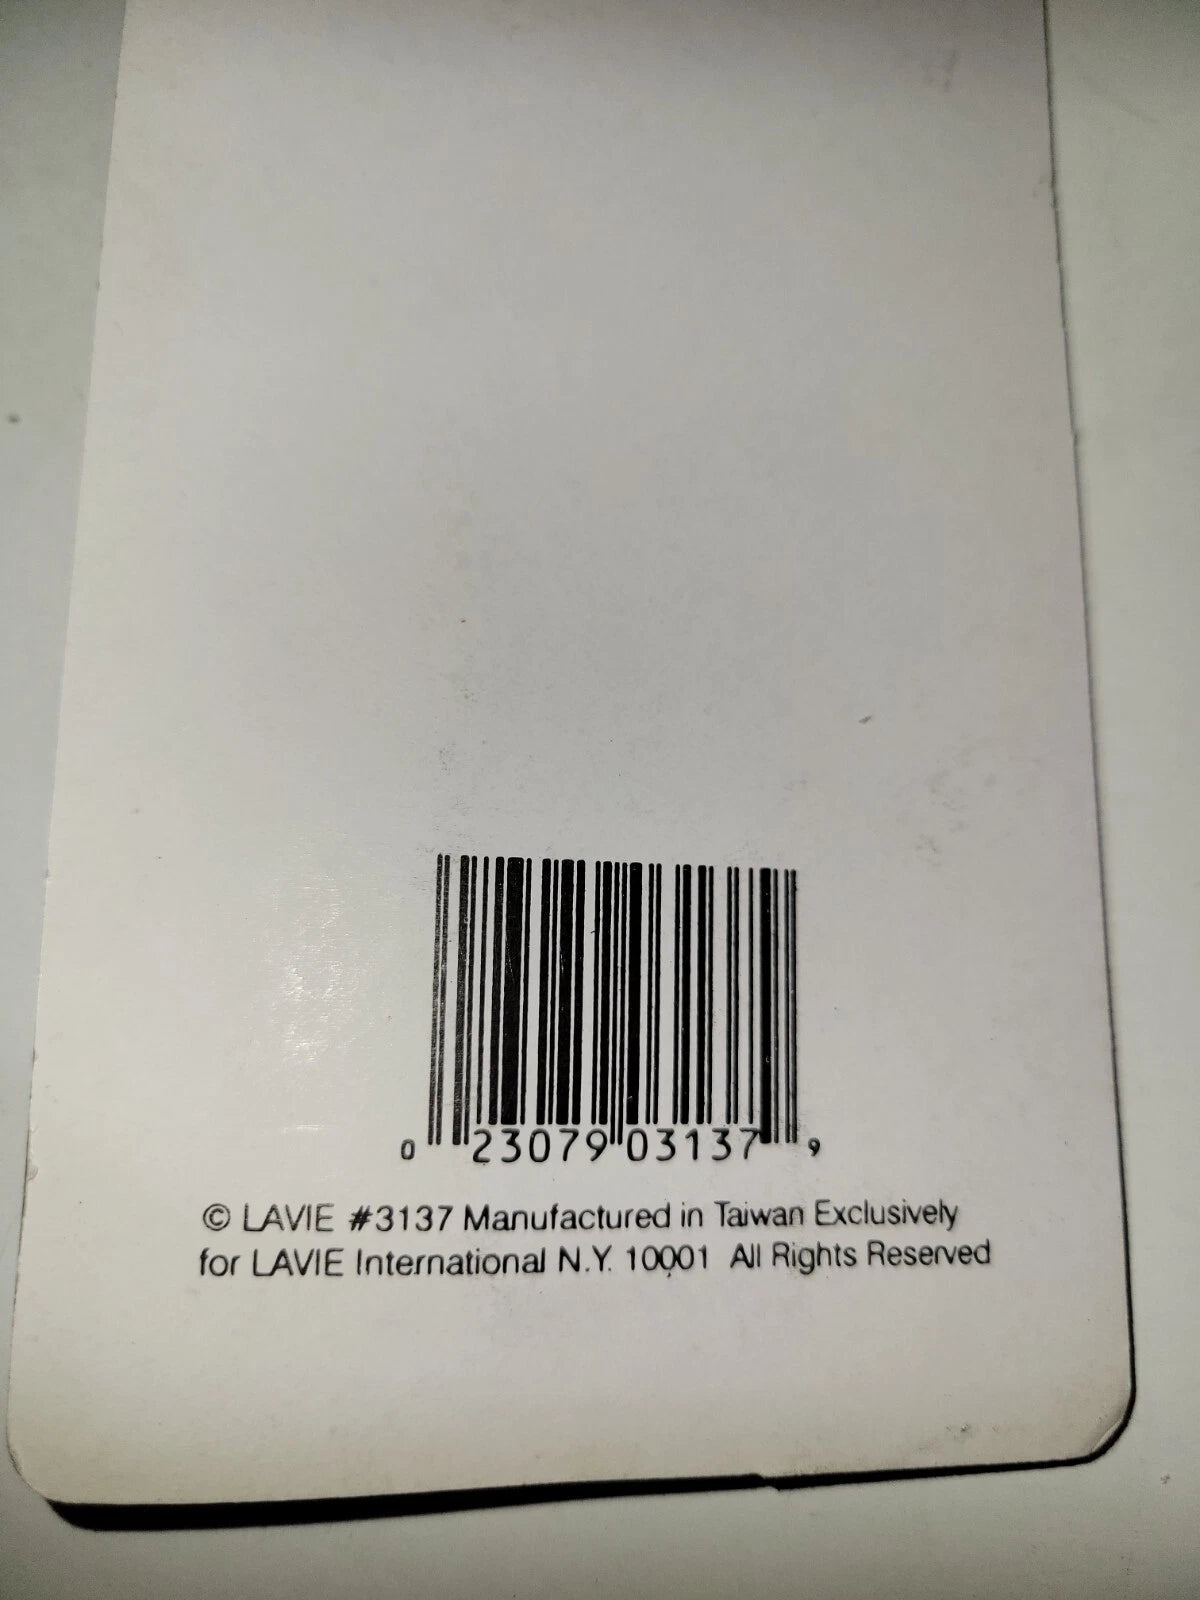 0 23079 03137 9
© LAVIE #3137 Manufactured in Taiwan Exclusively
for LAVIE International N.Y. 10001 All Rights Reserved